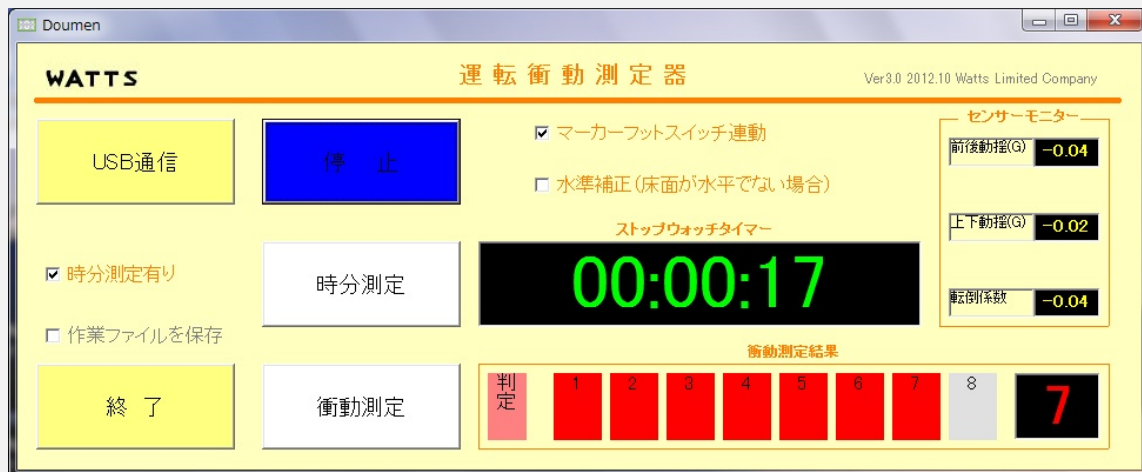 Doumen
WATTS
運転衝動測定器
Ver3.0 2012.10 Watts Limited Company
USB通信
停 止
マーカーフットスイッチ連動
水準補正(床面が水平でない場合)
センサーモニター
前後動揺(G) -0.04
上下動揺(G) -0.02
転倒係数 -0.04
時分測定有り
時分測定
ストップウォッチタイマー
00:00:17
作業ファイルを保存
終 了
衝動測定
衝動測定結果
判定 1 2 3 4 5 6 7 8 7